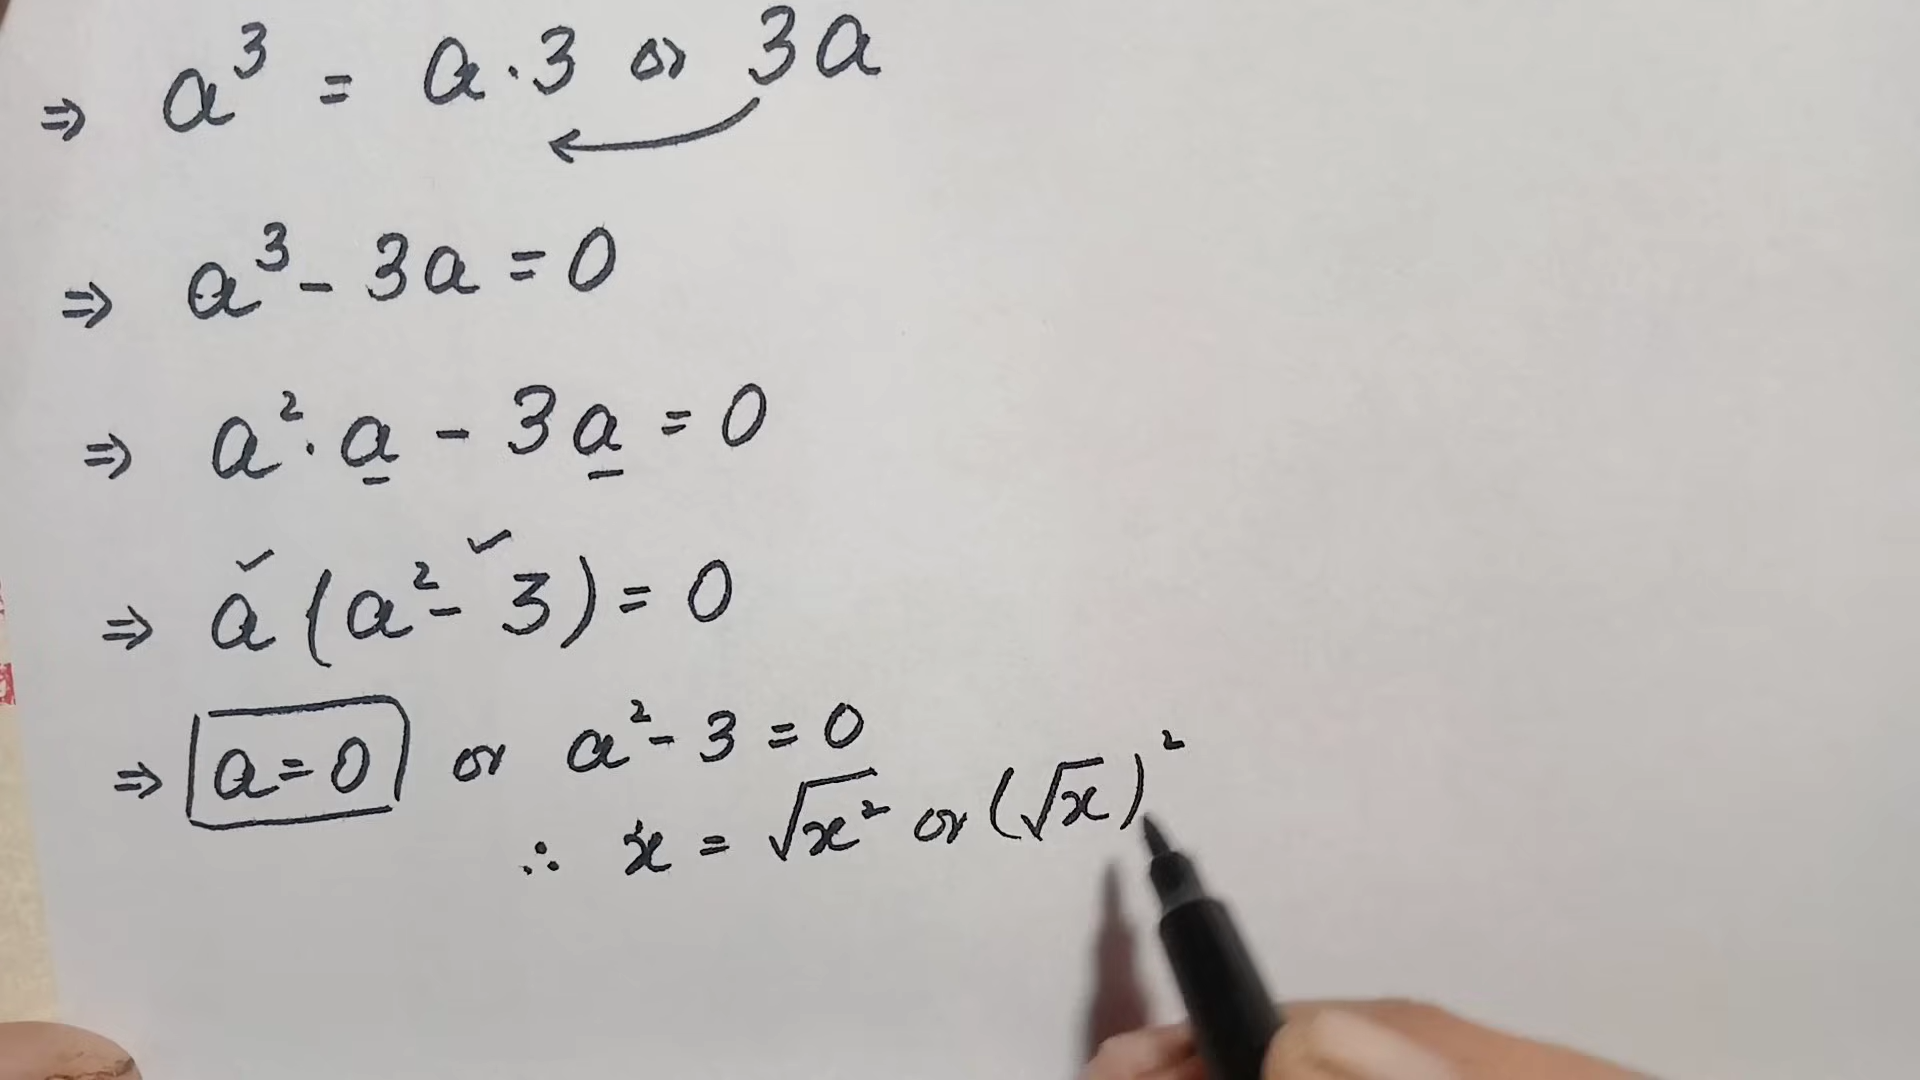 ⇒ a³ = a·3 or 3a
⇒ a³ - 3a = 0
⇒ a²·a - 3a = 0
⇒ a(a² - 3) = 0
⇒ a=0 or a² - 3 = 0
∴ x = √x² or (√x)²